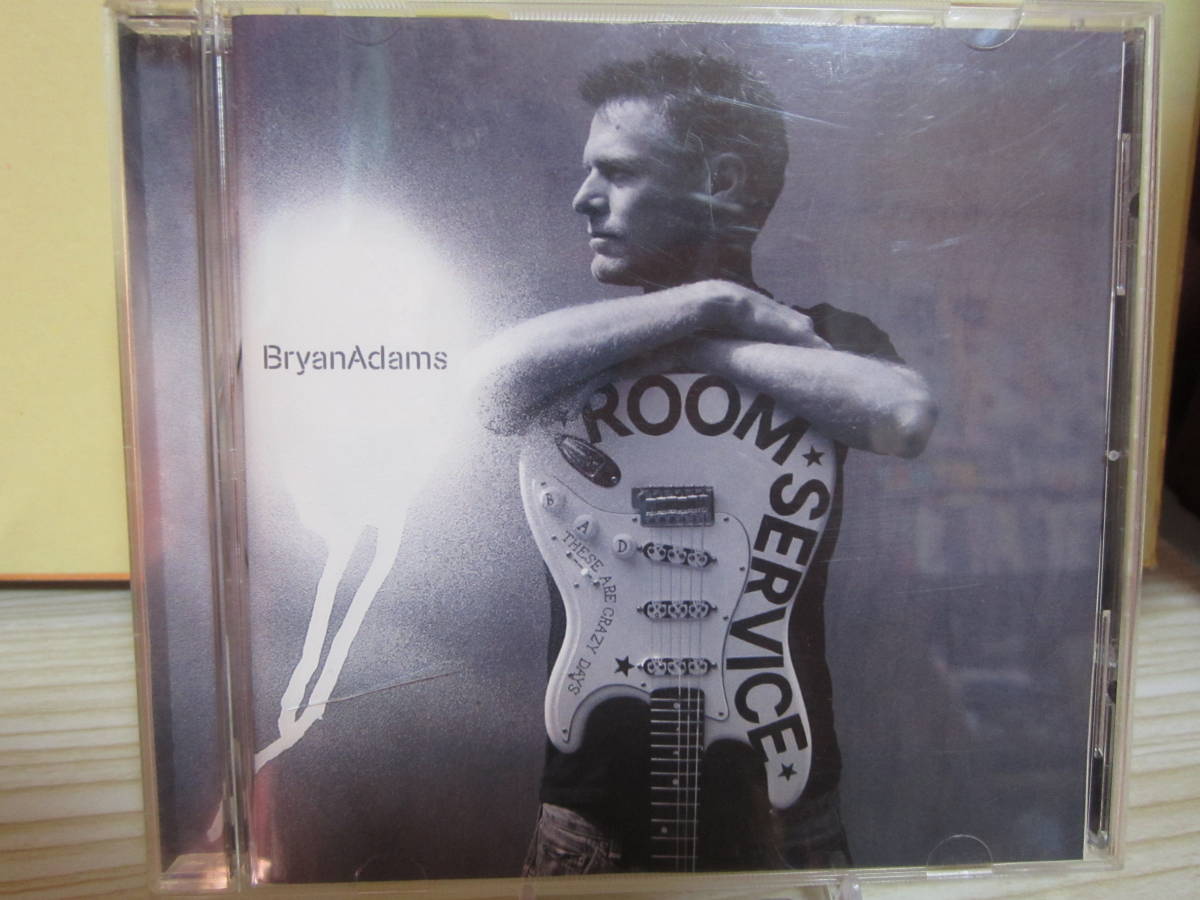 BryanAdams
ROOM★SERVICE★
B A D
THESE ARE CRAZY DAYS